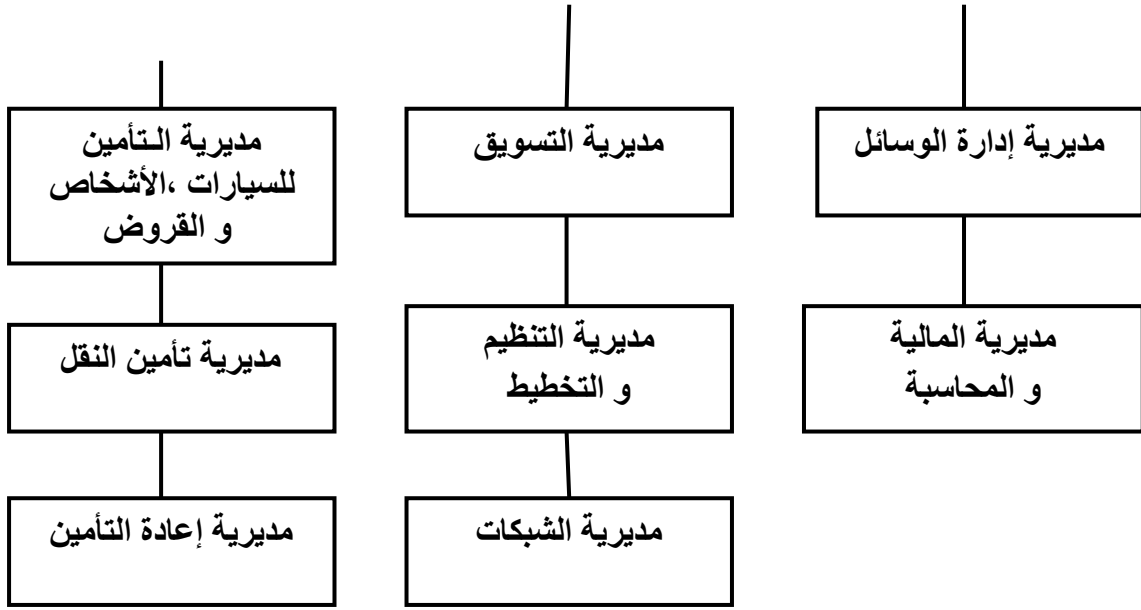 مديرية إدارة الوسائل
مديرية التسويق
مديرية الـتأمين
للسيارات ،الأشخاص
و القروض
مديرية المالية
و المحاسبة
مديرية التنظيم
و التخطيط
مديرية تأمين النقل
مديرية الشبكات
مديرية إعادة التأمين